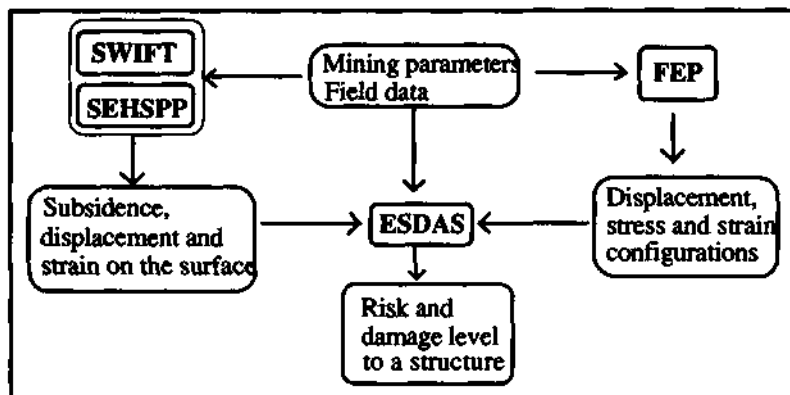 SWIFT
SEHSPP
Mining parameters
Field data
FEP
Subsidence,
displacement and
strain on the surface
ESDAS
Displacement,
stress and strain
configurations
Risk and
damage level
to a structure